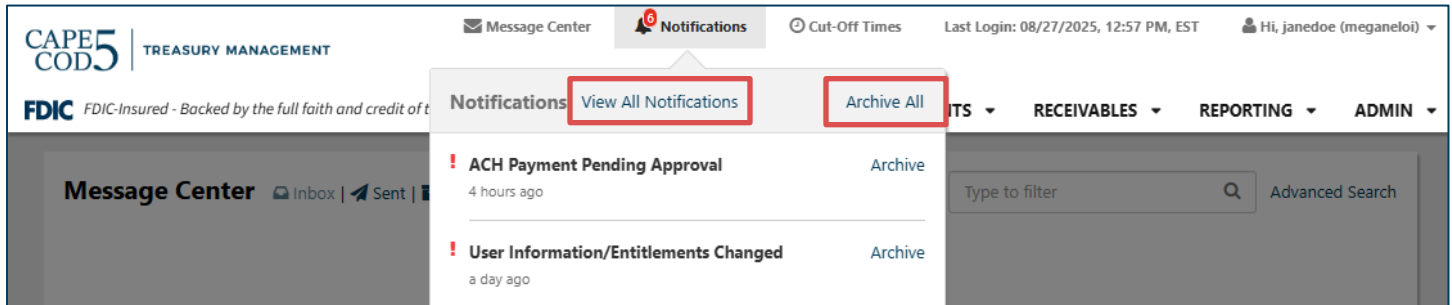 Message Center
6
Notifications
Cut-Off Times
Last Login: 08/27/2025, 12:57 PM, EST
Hi, janedoe (meganeloi)
CAPE
COD 5
TREASURY MANAGEMENT
FDIC FDIC-Insured - Backed by the full faith and credit of t
Notifications View All Notifications Archive All
RECEIVABLES
REPORTING
ADMIN
Message Center Inbox | Sent |
! ACH Payment Pending Approval Archive
4 hours ago
Type to filter
Advanced Search
! User Information/Entitlements Changed Archive
a day ago